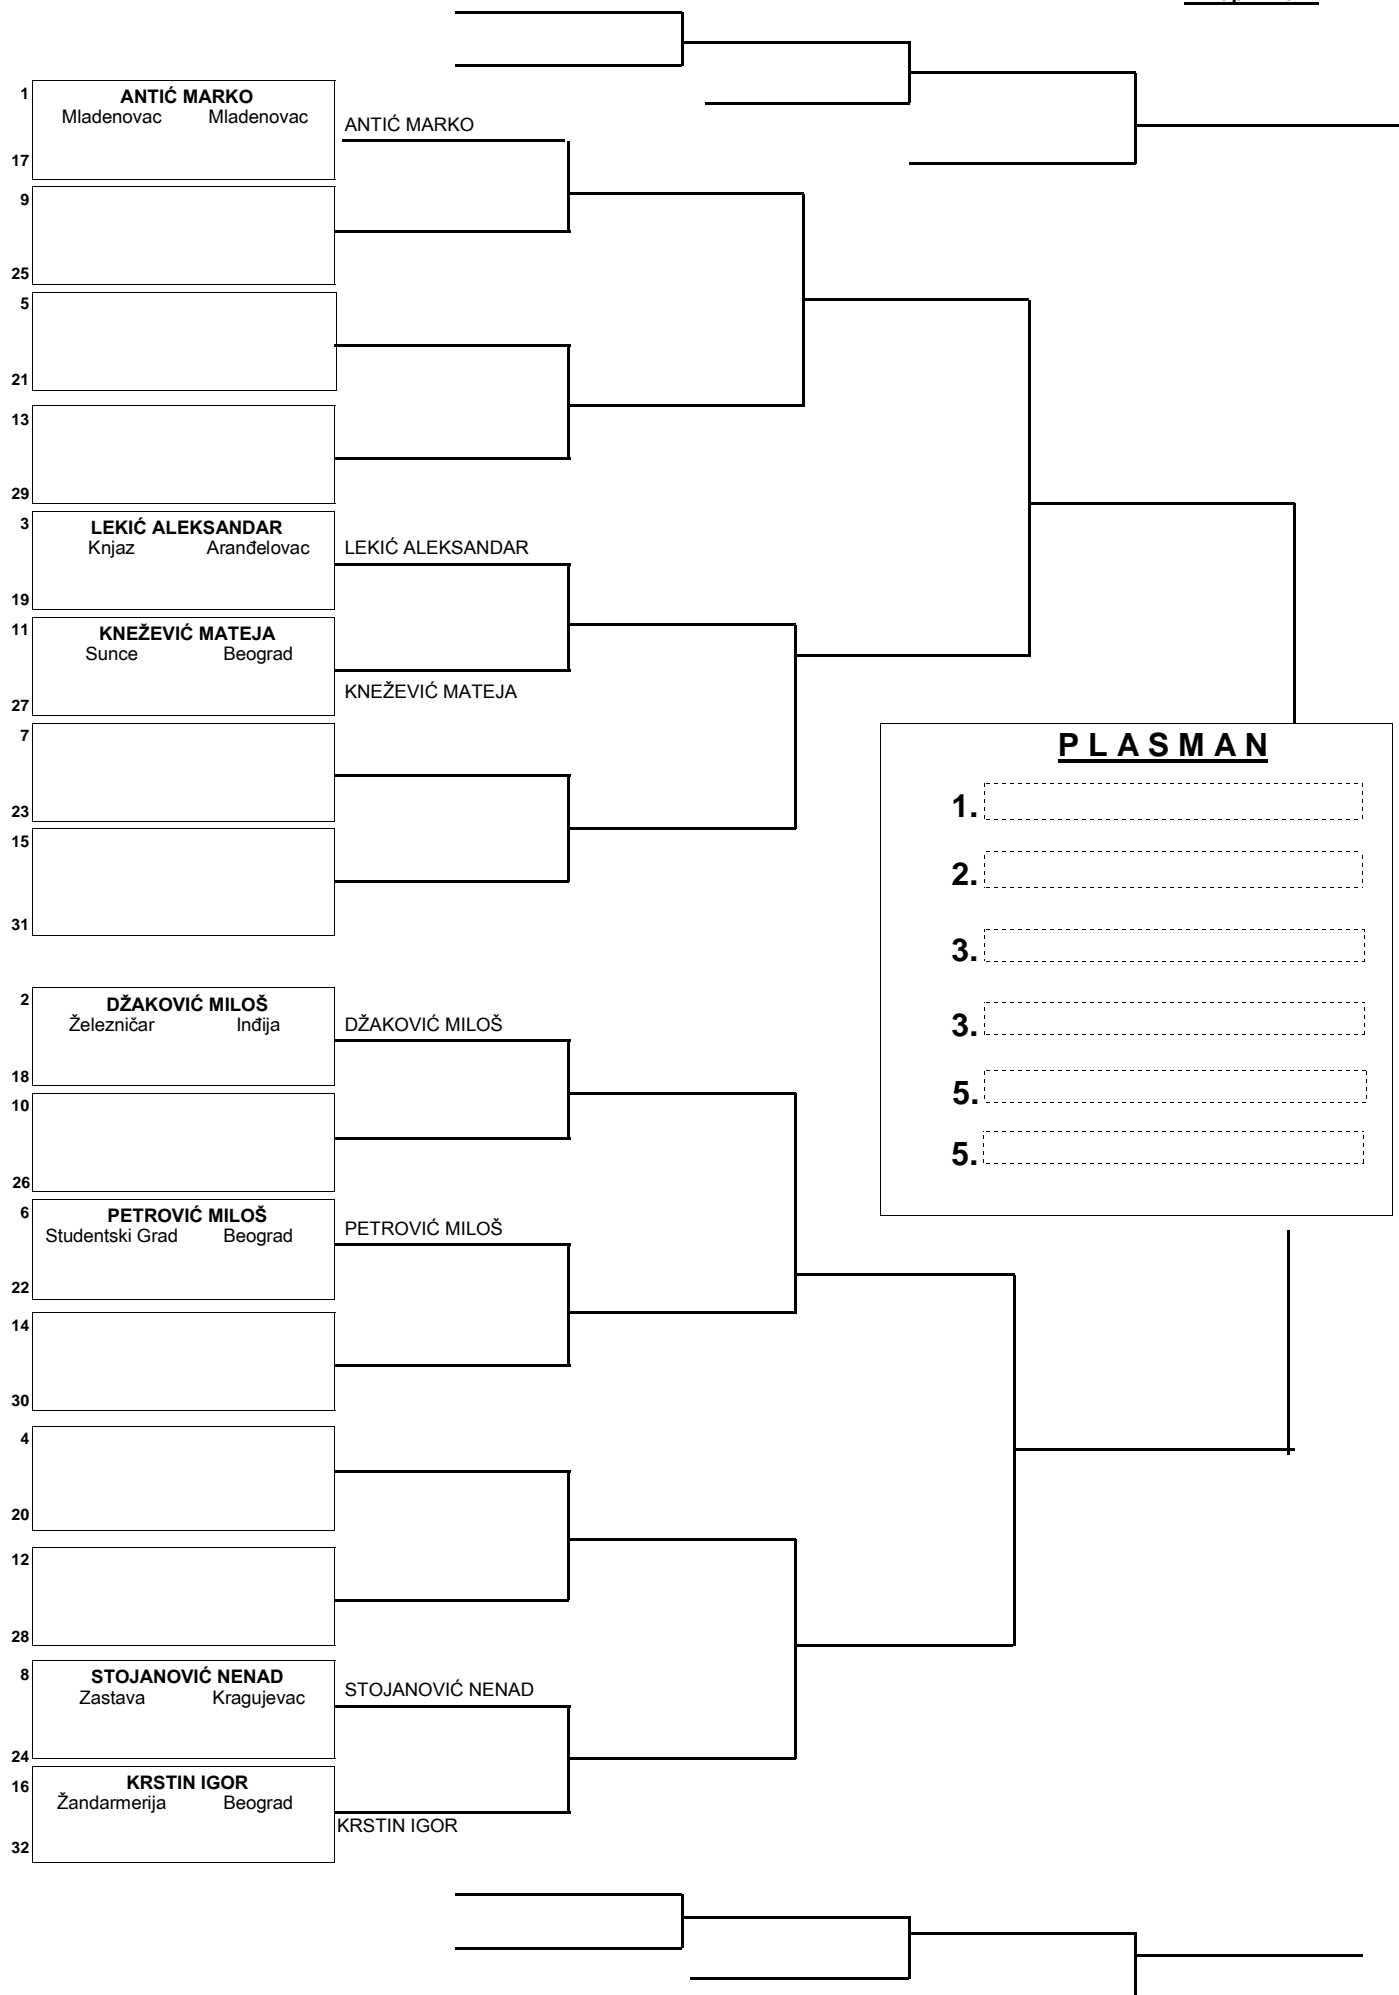 1
ANTIĆ MARKO
Mladenovac Mladenovac
ANTIĆ MARKO
17
9
25
5
21
13
29
3
LEKIĆ ALEKSANDAR
Knjaz Aranđelovac
LEKIĆ ALEKSANDAR
19
11
KNEŽEVIĆ MATEJA
Sunce Beograd
KNEŽEVIĆ MATEJA
27
7
23
15
31
P L A S M A N
1.
2.
3.
3.
5.
5.
2
DŽAKOVIĆ MILOŠ
Železničar Inđija
DŽAKOVIĆ MILOŠ
18
10
26
6
PETROVIĆ MILOŠ
Studentski Grad Beograd
PETROVIĆ MILOŠ
22
14
30
4
20
12
28
8
STOJANOVIĆ NENAD
Zastava Kragujevac
STOJANOVIĆ NENAD
24
16
KRSTIN IGOR
Žandarmerija Beograd
KRSTIN IGOR
32